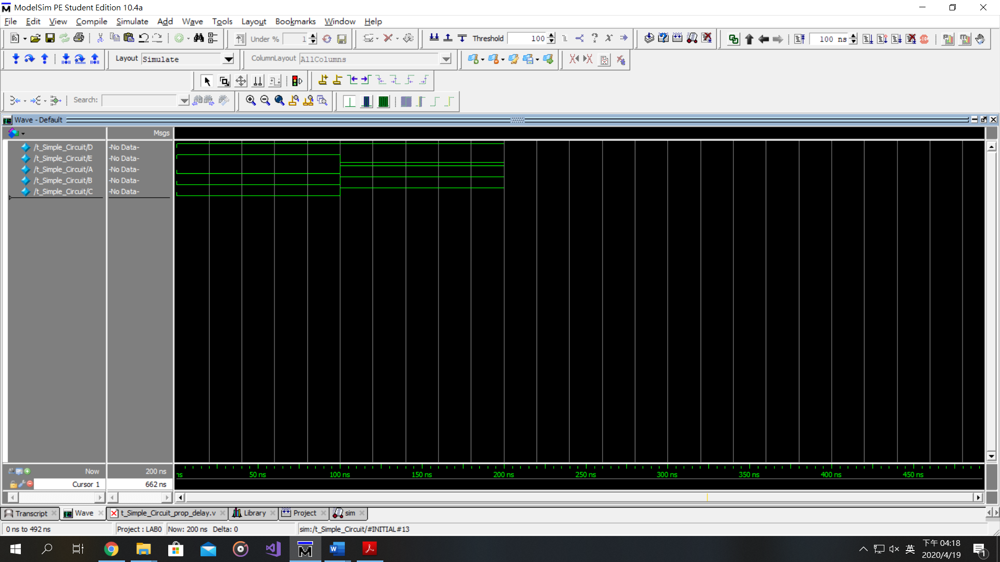 ModelSim PE Student Edition 10.4a
File Edit View Compile Simulate Add Wave Tools Layout Bookmarks Window Help
Under % 1 Threshold 100 100 ns
Layout Simulate ColumnLayout AllColumns
Search:
Wave - Default
Msgs
/t_Simple_Circuit/D -No Data-
/t_Simple_Circuit/E -No Data-
/t_Simple_Circuit/A -No Data-
/t_Simple_Circuit/B -No Data-
/t_Simple_Circuit/C -No Data-
Now 200 ns
ns 50 ns 100 ns 150 ns 200 ns 250 ns 300 ns 350 ns 400 ns 450 ns
Cursor 1 662 ns
Transcript Wave t_Simple_Circuit_prop_delay.v Library Project sim
0 ns to 492 ns Project : LAB0 Now: 200 ns Delta: 0 sim:/t_Simple_Circuit/#INITIAL#13
英 下午 04:18
2020/4/19 1